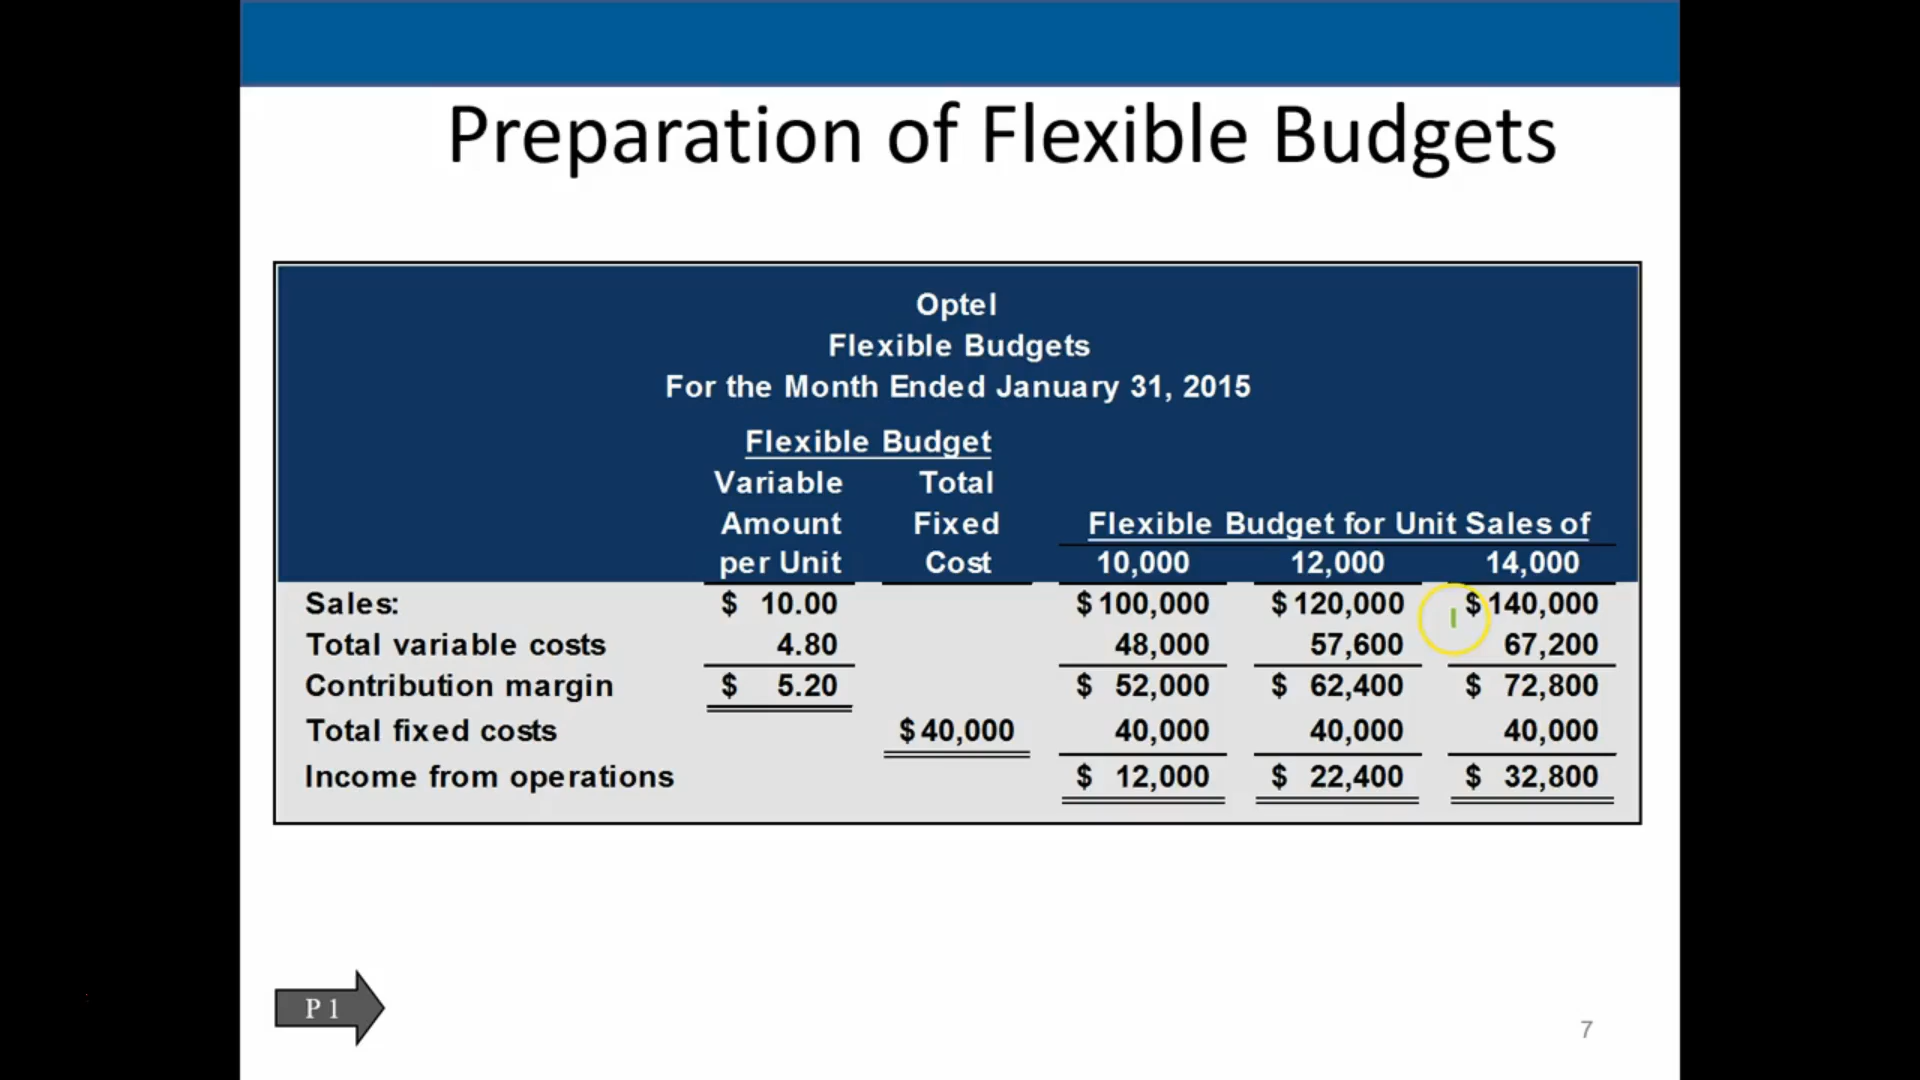 Preparation of Flexible Budgets
Optel
Flexible Budgets
For the Month Ended January 31, 2015
Flexible Budget
Variable Total
Amount Fixed Flexible Budget for Unit Sales of
per Unit Cost 10,000 12,000 14,000
Sales: $ 10.00 $ 100,000 $ 120,000 $ 140,000
Total variable costs 4.80 48,000 57,600 67,200
Contribution margin $ 5.20 $ 52,000 $ 62,400 $ 72,800
Total fixed costs $ 40,000 40,000 40,000 40,000
Income from operations $ 12,000 $ 22,400 $ 32,800
P 1
7